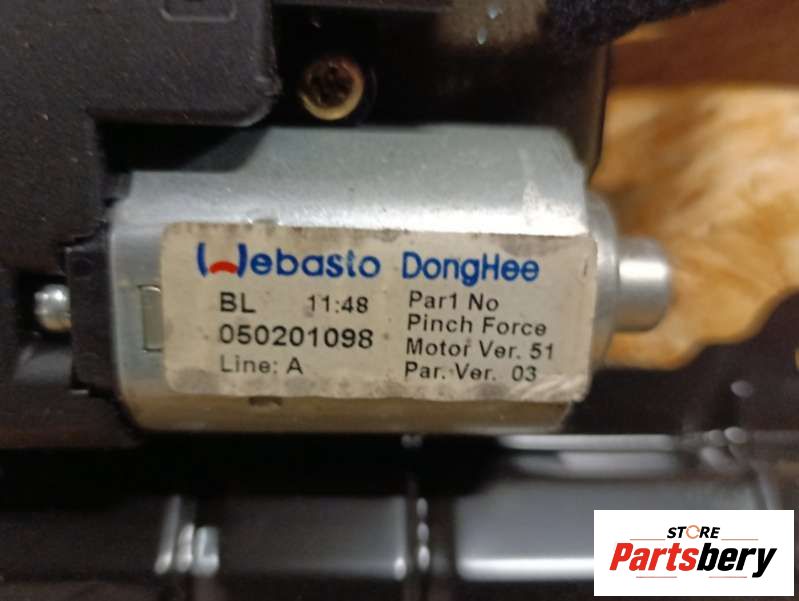 Webasto DongHee
BL 11:48
050201098
Line: A
Par1 No
Pinch Force
Motor Ver. 51
Par. Ver. 03
STORE
Partsbery